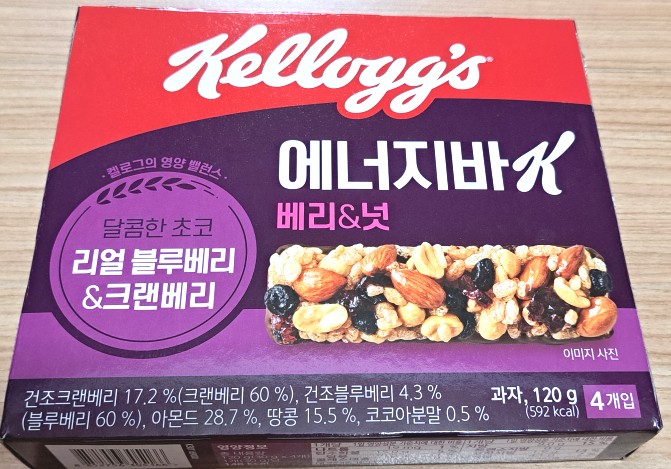 Kellogg's
에너지바K
베리&넛
·켈로그의 영양 밸런스·
달콤한 초코
리얼 블루베리
&크랜베리
이미지 사진
건조크랜베리 17.2 %(크랜베리 60 %), 건조블루베리 4.3 %
(블루베리 60 %), 아몬드 28.7 %, 땅콩 15.5 %, 코코아분말 0.5 %
과자, 120 g
(592 kcal)
4개입
영양정보